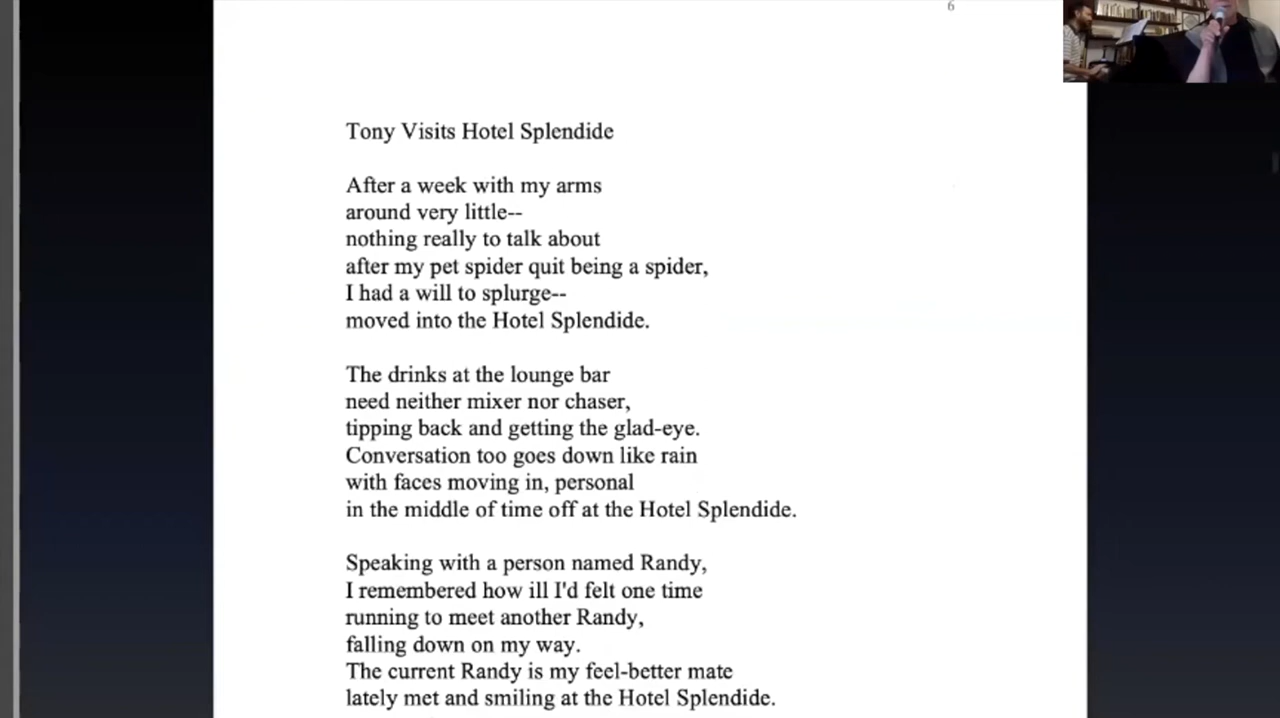 6
Tony Visits Hotel Splendide
After a week with my arms
around very little--
nothing really to talk about
after my pet spider quit being a spider,
I had a will to splurge--
moved into the Hotel Splendide.
The drinks at the lounge bar
need neither mixer nor chaser,
tipping back and getting the glad-eye.
Conversation too goes down like rain
with faces moving in, personal
in the middle of time off at the Hotel Splendide.
Speaking with a person named Randy,
I remembered how ill I'd felt one time
running to meet another Randy,
falling down on my way.
The current Randy is my feel-better mate
lately met and smiling at the Hotel Splendide.